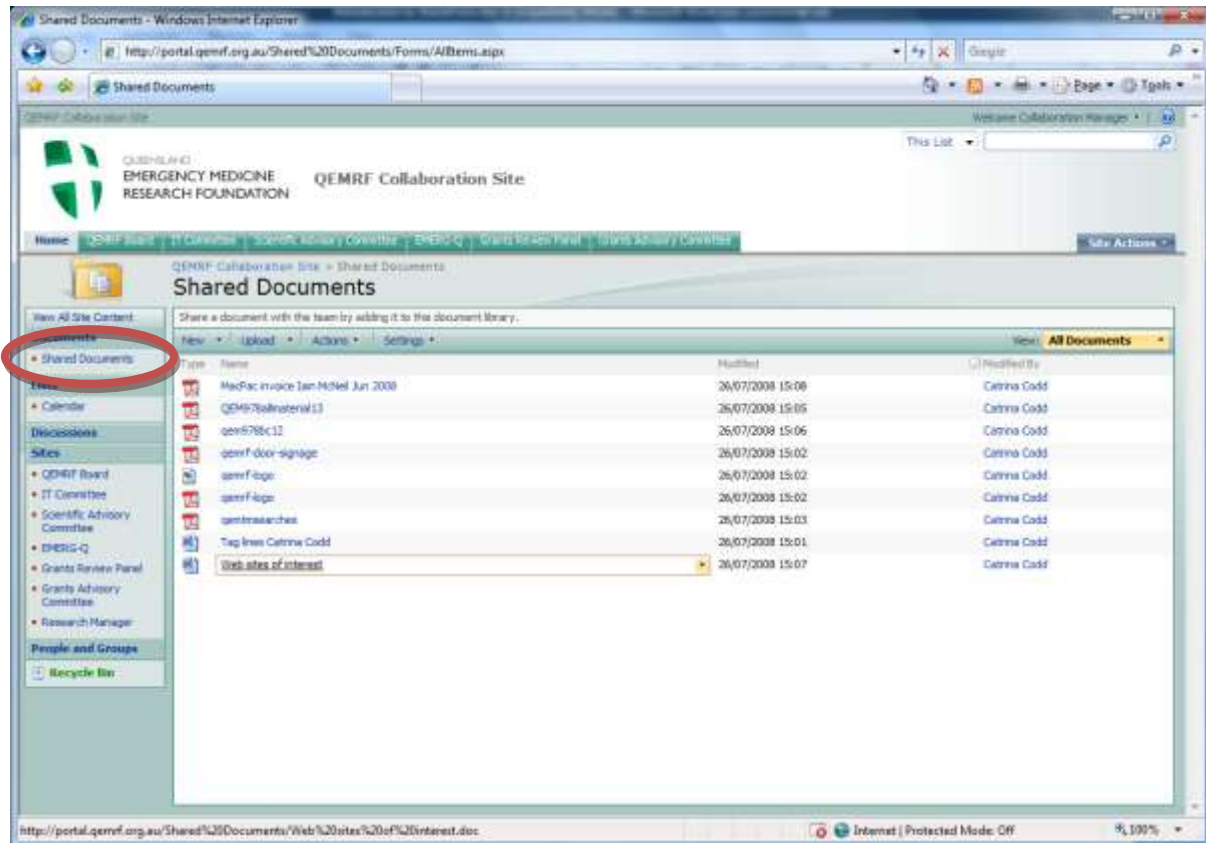 Shared Documents - Windows Internet Explorer
http://portal.qemrf.org.au/Shared%20Documents/Forms/AllItems.aspx
Google
Shared Documents
Page
Tools
QEMRF Collaboration Site
Welcome Collaboration Manager
This List
QUEENSLAND
EMERGENCY MEDICINE
RESEARCH FOUNDATION
QEMRF Collaboration Site
Home
QEMRF Board
IT Committee
Scientific Advisory Committee
EMERG-Q
Grants Review Panel
Grants Advisory Committee
Site Actions
QEMRF Collaboration Site > Shared Documents
Shared Documents
View All Site Content
Share a document with the team by adding it to this document library.
Documents
New Upload Actions Settings
View: All Documents
Shared Documents
Type Name Modified Modified By
Lists
Calendar
Discussions
Sites
QEMRF Board
IT Committee
Scientific Advisory
Committee
EMERG-Q
Grants Review Panel
Grants Advisory
Committee
Research Manager
People and Groups
Recycle Bin
MedPac invoice Iain McNeil Jun 2008 26/07/2008 15:08 Catrina Codd
26/07/2008 15:05 Catrina Codd
qem978bc12 26/07/2008 15:06 Catrina Codd
qemrf-door-signage 26/07/2008 15:02 Catrina Codd
qemrf-logo 26/07/2008 15:02 Catrina Codd
qemrf-logo 26/07/2008 15:02 Catrina Codd
26/07/2008 15:03 Catrina Codd
Tag lines Catrina Codd 26/07/2008 15:01 Catrina Codd
Web sites of interest 26/07/2008 15:07 Catrina Codd
http://portal.qemrf.org.au/Shared%20Documents/Web%20sites%20of%20interest.doc
Internet | Protected Mode: Off
100%